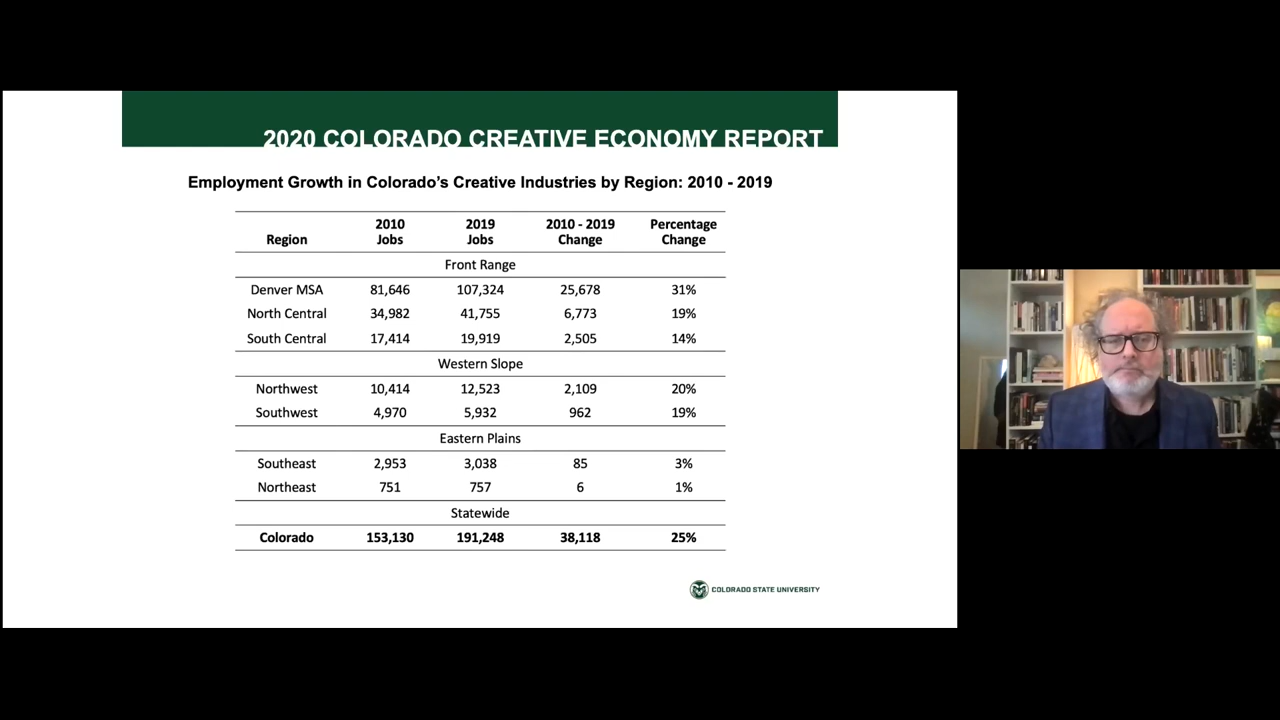 2020 COLORADO CREATIVE ECONOMY REPORT
Employment Growth in Colorado's Creative Industries by Region: 2010 - 2019
Region 2010 Jobs 2019 Jobs 2010 - 2019 Change Percentage Change
Front Range
Denver MSA 81,646 107,324 25,678 31%
North Central 34,982 41,755 6,773 19%
South Central 17,414 19,919 2,505 14%
Western Slope
Northwest 10,414 12,523 2,109 20%
Southwest 4,970 5,932 962 19%
Eastern Plains
Southeast 2,953 3,038 85 3%
Northeast 751 757 6 1%
Statewide
Colorado 153,130 191,248 38,118 25%
COLORADO STATE UNIVERSITY